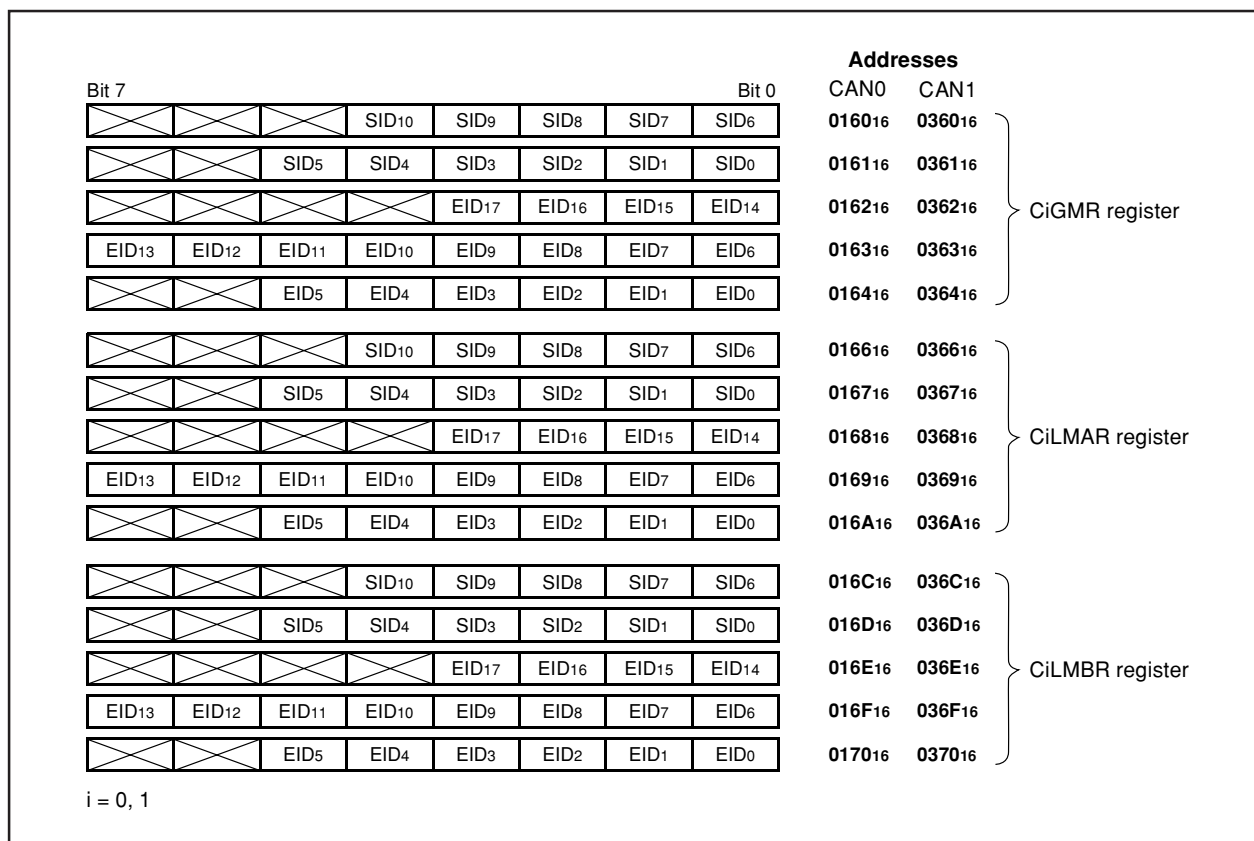 Addresses
Bit 7 Bit 0 CAN0 CAN1
SID10 SID9 SID8 SID7 SID6 016016 036016
SID5 SID4 SID3 SID2 SID1 SID0 016116 036116
EID17 EID16 EID15 EID14 016216 036216 CiGMR register
EID13 EID12 EID11 EID10 EID9 EID8 EID7 EID6 016316 036316
EID5 EID4 EID3 EID2 EID1 EID0 016416 036416
SID10 SID9 SID8 SID7 SID6 016616 036616
SID5 SID4 SID3 SID2 SID1 SID0 016716 036716
EID17 EID16 EID15 EID14 016816 036816 CiLMAR register
EID13 EID12 EID11 EID10 EID9 EID8 EID7 EID6 016916 036916
EID5 EID4 EID3 EID2 EID1 EID0 016A16 036A16
SID10 SID9 SID8 SID7 SID6 016C16 036C16
SID5 SID4 SID3 SID2 SID1 SID0 016D16 036D16
EID17 EID16 EID15 EID14 016E16 036E16 CiLMBR register
EID13 EID12 EID11 EID10 EID9 EID8 EID7 EID6 016F16 036F16
EID5 EID4 EID3 EID2 EID1 EID0 017016 037016
i = 0, 1